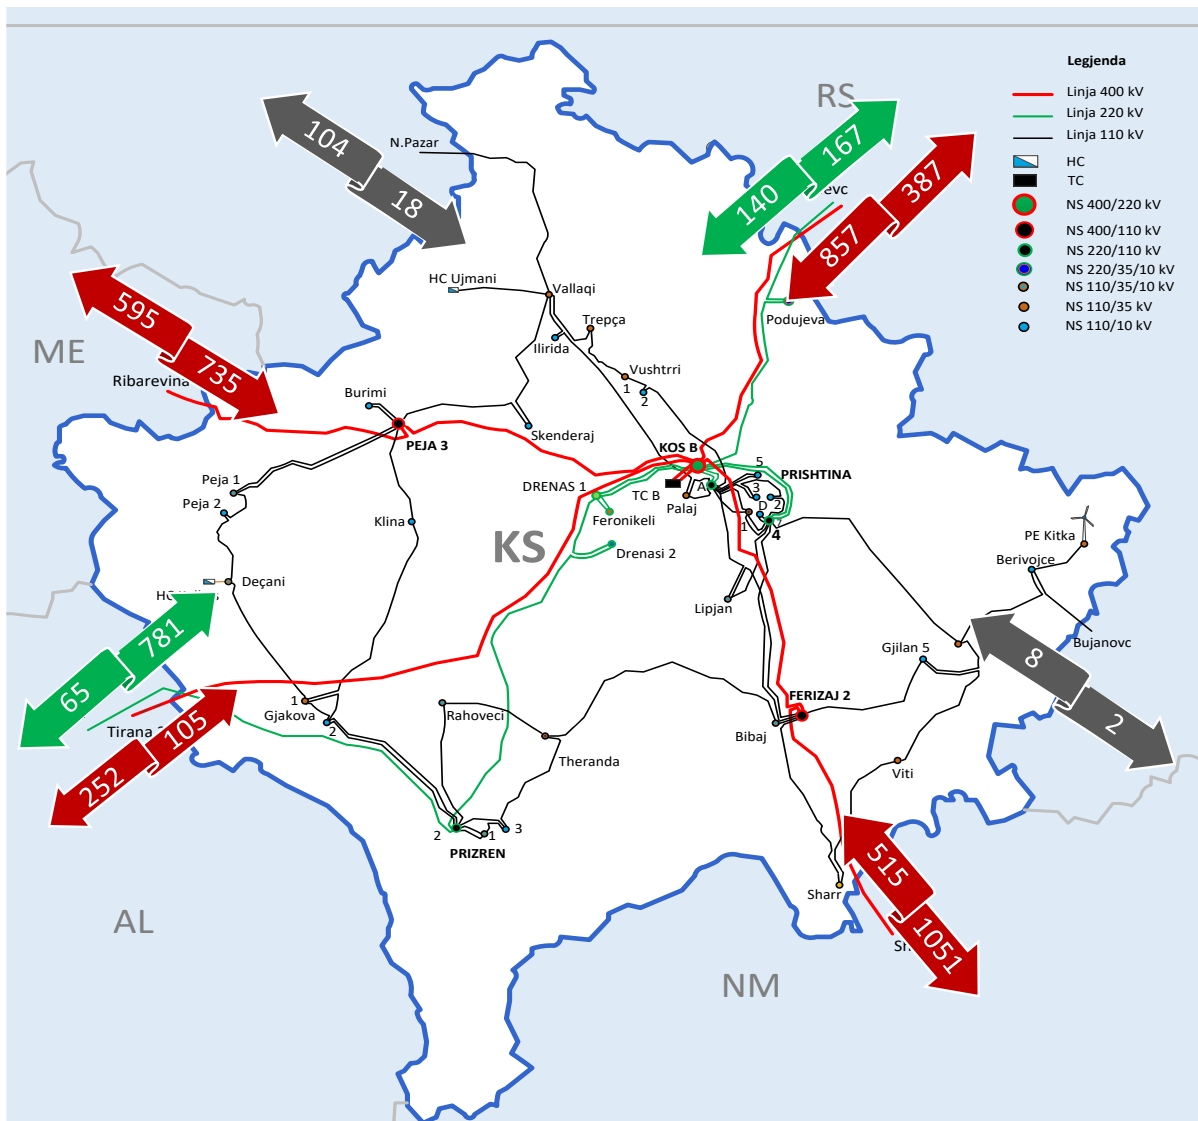 Legjenda
Linja 400 kV
Linja 220 kV
Linja 110 kV
HC
TC
NS 400/220 kV
NS 400/110 kV
NS 220/110 kV
NS 220/35/10 kV
NS 110/35/10 kV
NS 110/35 kV
NS 110/10 kV
RS
167
140
387
857
104
18
N.Pazar
HC Ujmani
Vallaqi
Trepça
Ilirida
Podujeva
595
735
ME
Ribarevina
Burimi
Vushtrri
1
2
PEJA 3
Skenderaj
KOS B
5
PRISHTINA
Peja 1
DRENAS 1
TC B
A
3
2
D
Peja 2
Palaj
Feronikeli
1
7
4
Klina
KS
Drenasi 2
PE Kitka
Berivojce
Deçani
Lipjan
Bujanovc
781
65
Gjilan 5
8
2
1
Gjakova
2
FERIZAJ 2
Rahoveci
Bibaj
Tirana
105
252
Theranda
Viti
2
1
3
PRIZREN
515
1051
Sharr
AL
NM